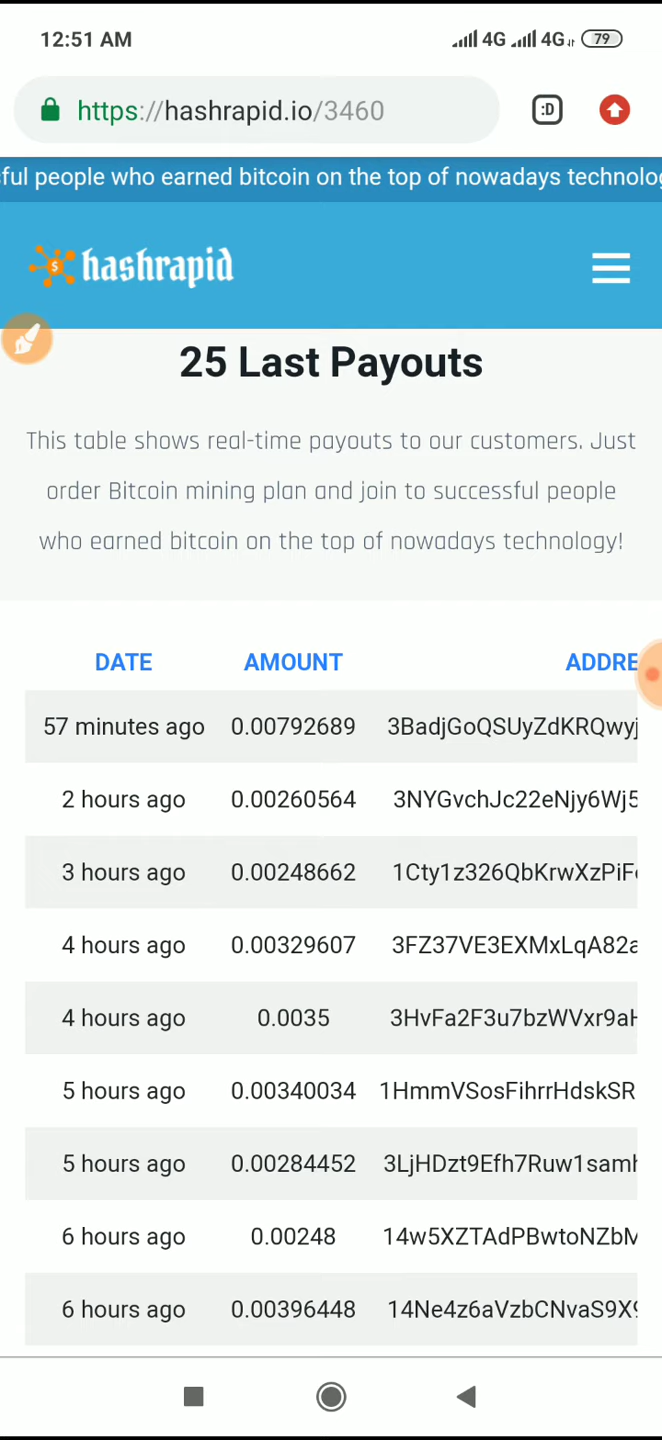 12:51 AM 4G 4G 79
https://hashrapid.io/3460
ful people who earned bitcoin on the top of nowadays technolo
hashrapid
25 Last Payouts
This table shows real-time payouts to our customers. Just
order Bitcoin mining plan and join to successful people
who earned bitcoin on the top of nowadays technology!
DATE AMOUNT ADDRE
57 minutes ago 0.00792689 3BadjGoQSUyZdKRQwyj
2 hours ago 0.00260564 3NYGvchJc22eNjy6Wj5
3 hours ago 0.00248662 1Cty1z326QbKrwXzPiF
4 hours ago 0.00329607 3FZ37VE3EXMxLqA82a
4 hours ago 0.0035 3HvFa2F3u7bzWVxr9aH
5 hours ago 0.00340034 1HmmVSosFihrrHdskSR
5 hours ago 0.00284452 3LjHDzt9Efh7Ruw1samh
6 hours ago 0.00248 14w5XZTAdPBwtoNZbM
6 hours ago 0.00396448 14Ne4z6aVzbCNvaS9X9